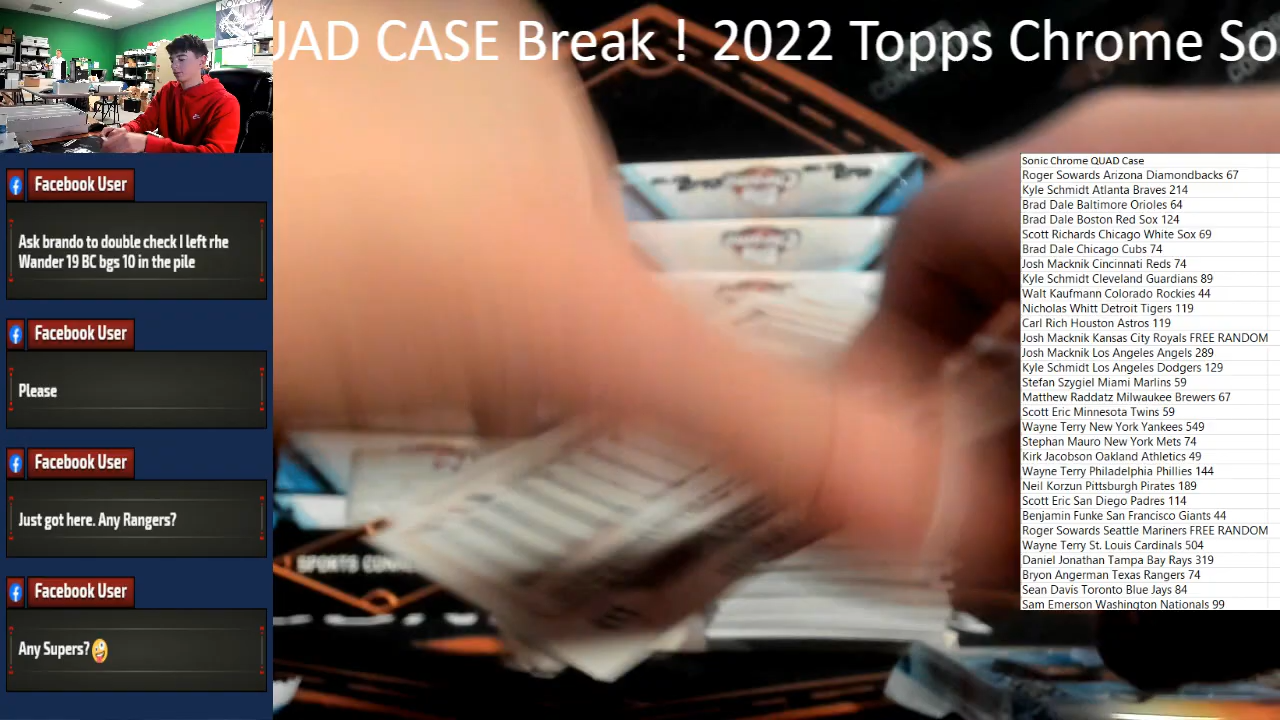 UAD CASE Break ! 2022 Topps Chrome So
Facebook User
Ask brando to double check I left rhe
Wander 19 BC bgs 10 in the pile
Facebook User
Please
Facebook User
Just got here. Any Rangers?
Facebook User
Any Supers?🤪
SPORTS
Sonic Chrome QUAD Case
Roger Sowards Arizona Diamondbacks 67
Kyle Schmidt Atlanta Braves 214
Brad Dale Baltimore Orioles 64
Brad Dale Boston Red Sox 124
Scott Richards Chicago White Sox 69
Brad Dale Chicago Cubs 74
Josh Macknik Cincinnati Reds 74
Kyle Schmidt Cleveland Guardians 89
Walt Kaufmann Colorado Rockies 44
Nicholas Whitt Detroit Tigers 119
Carl Rich Houston Astros 119
Josh Macknik Kansas City Royals FREE RANDOM
Josh Macknik Los Angeles Angels 289
Kyle Schmidt Los Angeles Dodgers 129
Stefan Szygiel Miami Marlins 59
Matthew Raddatz Milwaukee Brewers 67
Scott Eric Minnesota Twins 59
Wayne Terry New York Yankees 549
Stephan Mauro New York Mets 74
Kirk Jacobson Oakland Athletics 49
Wayne Terry Philadelphia Phillies 144
Neil Korzun Pittsburgh Pirates 189
Scott Eric San Diego Padres 114
Benjamin Funke San Francisco Giants 44
Roger Sowards Seattle Mariners FREE RANDOM
Wayne Terry St. Louis Cardinals 504
Daniel Jonathan Tampa Bay Rays 319
Bryon Angerman Texas Rangers 74
Sean Davis Toronto Blue Jays 84
Sam Emerson Washington Nationals 99